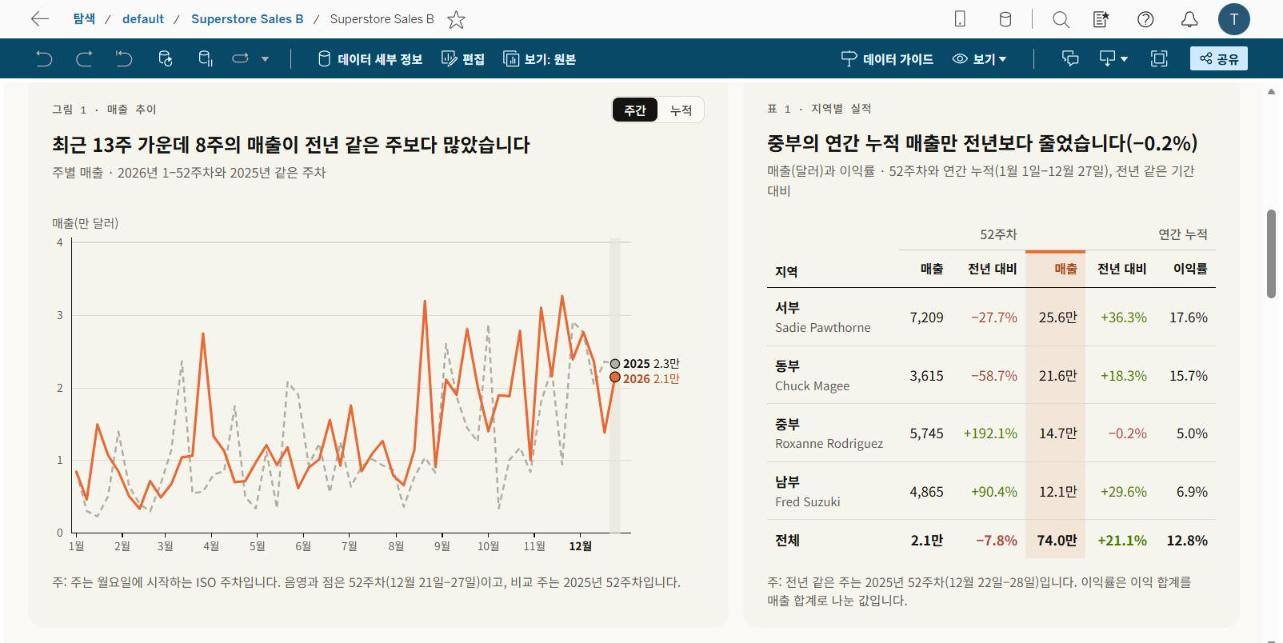 탐색 / default / Superstore Sales B / Superstore Sales B
T
데이터 세부 정보 편집 보기: 원본 데이터 가이드 보기 공유
그림 1 · 매출 추이
주간 누적
최근 13주 가운데 8주의 매출이 전년 같은 주보다 많았습니다
주별 매출 · 2026년 1–52주차와 2025년 같은 주차
매출(만 달러)
4
3
2
1
0
2025 2.3만
2026 2.1만
1월 2월 3월 4월 5월 6월 7월 8월 9월 10월 11월 12월
주: 주는 월요일에 시작하는 ISO 주차입니다. 음영과 점은 52주차(12월 21일–27일)이고, 비교 주는 2025년 52주차입니다.
표 1 · 지역별 실적
중부의 연간 누적 매출만 전년보다 줄었습니다(−0.2%)
매출(달러)과 이익률 · 52주차와 연간 누적(1월 1일–12월 27일), 전년 같은 기간
대비
52주차 연간 누적
지역 매출 전년 대비 매출 전년 대비 이익률
서부
Sadie Pawthorne
7,209 −27.7% 25.6만 +36.3% 17.6%
동부
Chuck Magee
3,615 −58.7% 21.6만 +18.3% 15.7%
중부
Roxanne Rodriguez
5,745 +192.1% 14.7만 −0.2% 5.0%
남부
Fred Suzuki
4,865 +90.4% 12.1만 +29.6% 6.9%
전체 2.1만 −7.8% 74.0만 +21.1% 12.8%
주: 전년 같은 주는 2025년 52주차(12월 22일–28일)입니다. 이익률은 이익 합계를
매출 합계로 나눈 값입니다.